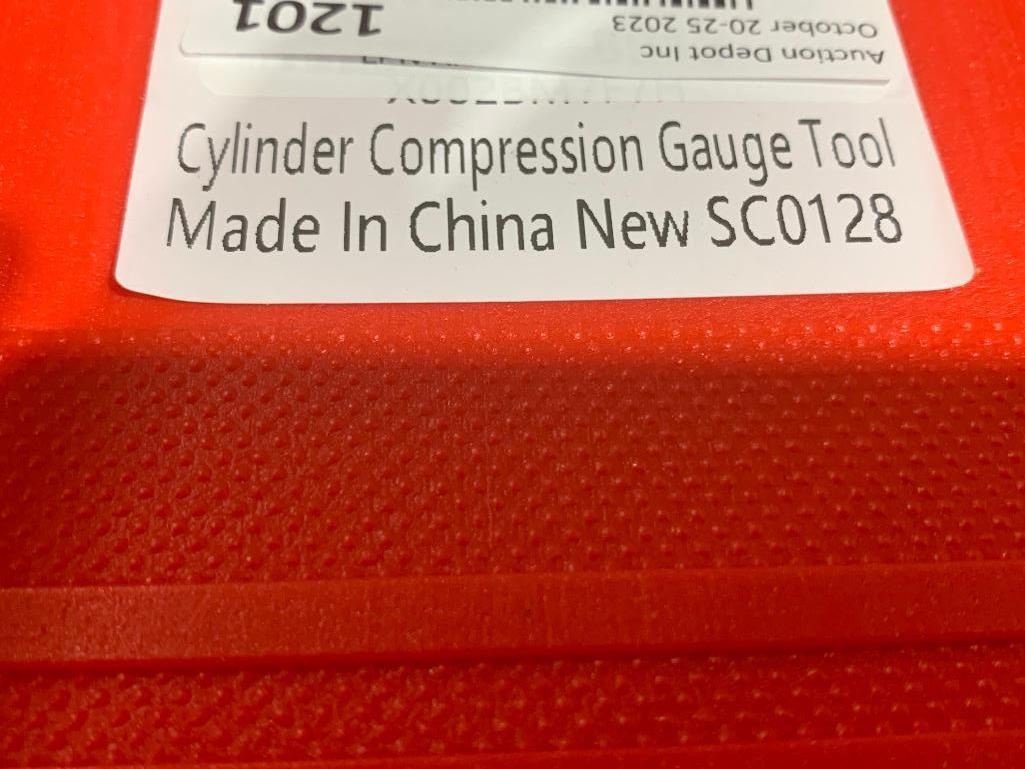 Auction Depot Inc
October 20-25 2023
1201
Cylinder Compression Gauge Tool
Made In China New SC0128